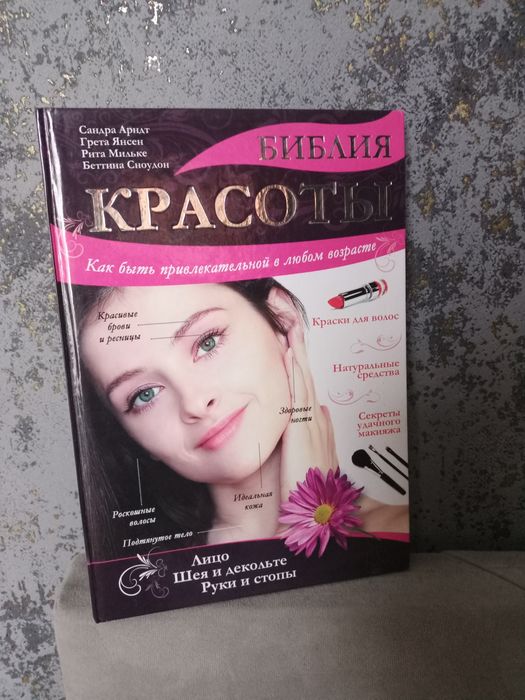 Сандра Арндт
Грета Янсен
Рита Мильке
Беттина Сноудон
БИБЛИЯ
КРАСОТЫ
Как быть привлекательной в любом возрасте
Красивые
брови
и ресницы
Краски для волос
Натуральные
средства
Здоровые
ногти
Секреты
удачного
макияжа
Роскошные
волосы
Идеальная
кожа
Подтянутое тело
Лицо
Шея и декольте
Руки и стопы